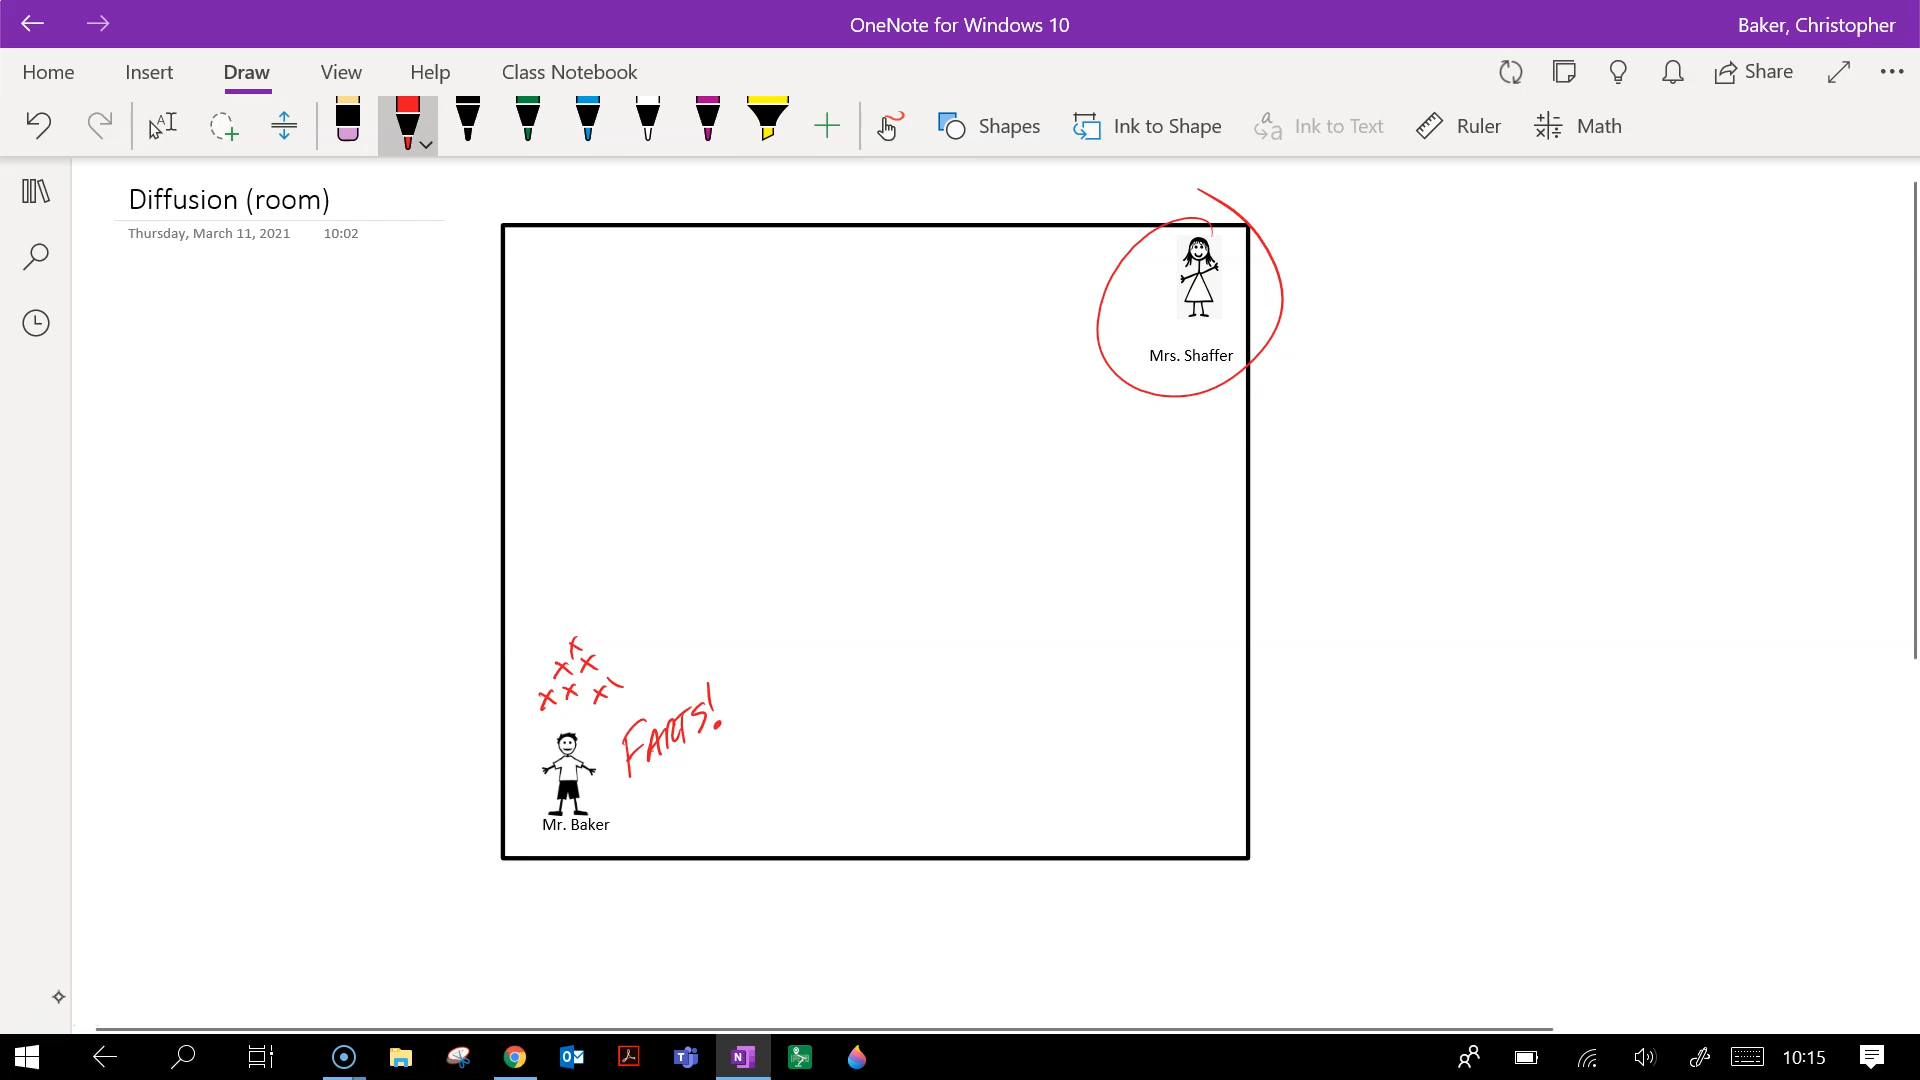 OneNote for Windows 10
Baker, Christopher
Home Insert Draw View Help Class Notebook
Share
Shapes Ink to Shape Ink to Text Ruler Math
Diffusion (room)
Thursday, March 11, 2021 10:02
Mrs. Shaffer
x
x x
x x x
FARTS!
Mr. Baker
10:15